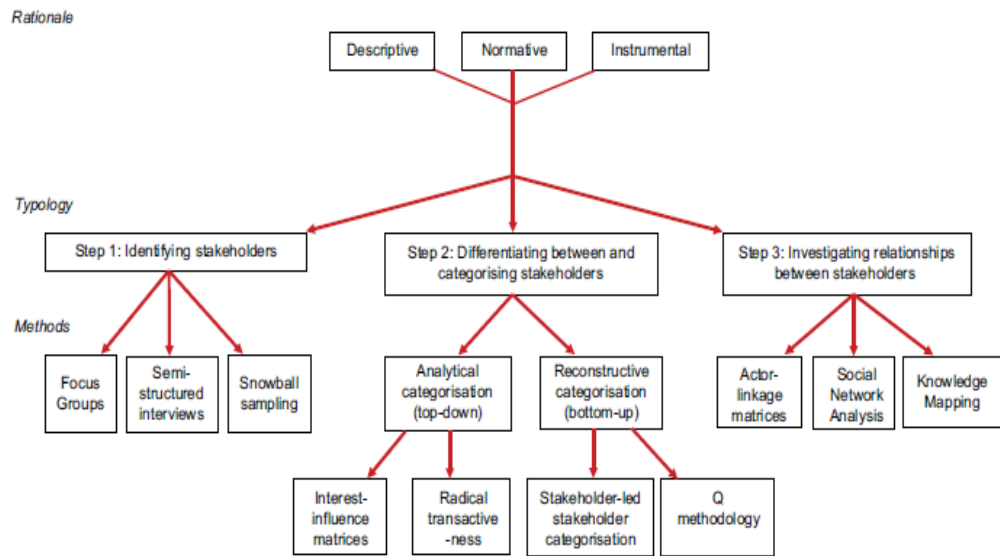 Rationale
Descriptive
Normative
Instrumental
Typology
Step 1: Identifying stakeholders
Step 2: Differentiating between and
categorising stakeholders
Step 3: Investigating relationships
between stakeholders
Methods
Focus
Groups
Semi-
structured
interviews
Snowball
sampling
Analytical
categorisation
(top-down)
Reconstructive
categorisation
(bottom-up)
Actor-
linkage
matrices
Social
Network
Analysis
Knowledge
Mapping
Interest-
influence
matrices
Radical
transactive
-ness
Stakeholder-led
stakeholder
categorisation
Q
methodology